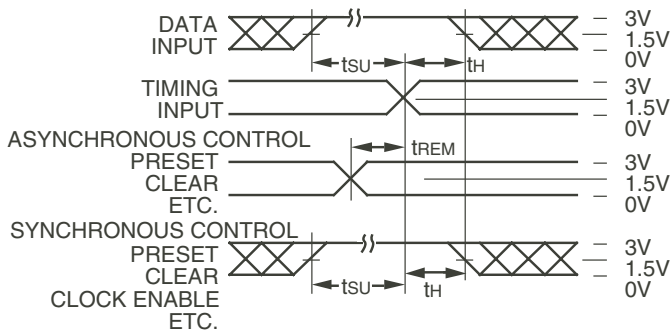 DATA
INPUT
3V
1.5V
0V
tSU
tH
TIMING
INPUT
3V
1.5V
0V
ASYNCHRONOUS CONTROL
tREM
PRESET
CLEAR
ETC.
3V
1.5V
0V
SYNCHRONOUS CONTROL
PRESET
CLEAR
CLOCK ENABLE
ETC.
3V
1.5V
0V
tSU
tH